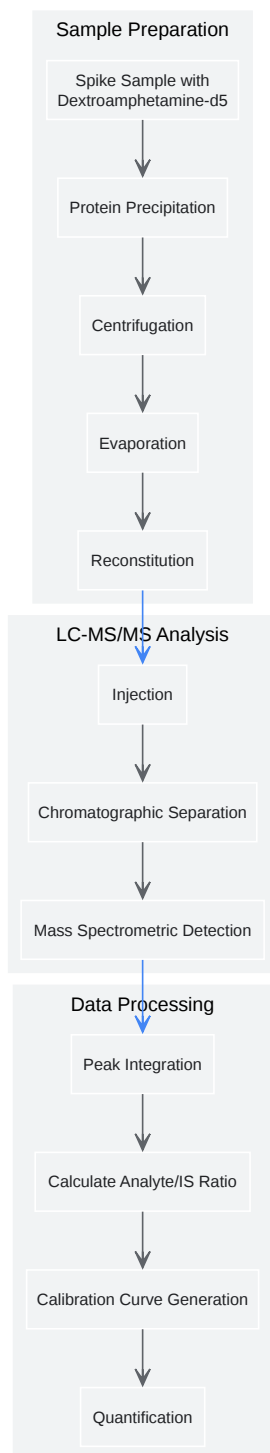 Sample Preparation
Spike Sample with
Dextroamphetamine-d5
Protein Precipitation
Centrifugation
Evaporation
Reconstitution
LC-MS/MS Analysis
Injection
Chromatographic Separation
Mass Spectrometric Detection
Data Processing
Peak Integration
Calculate Analyte/IS Ratio
Calibration Curve Generation
Quantification